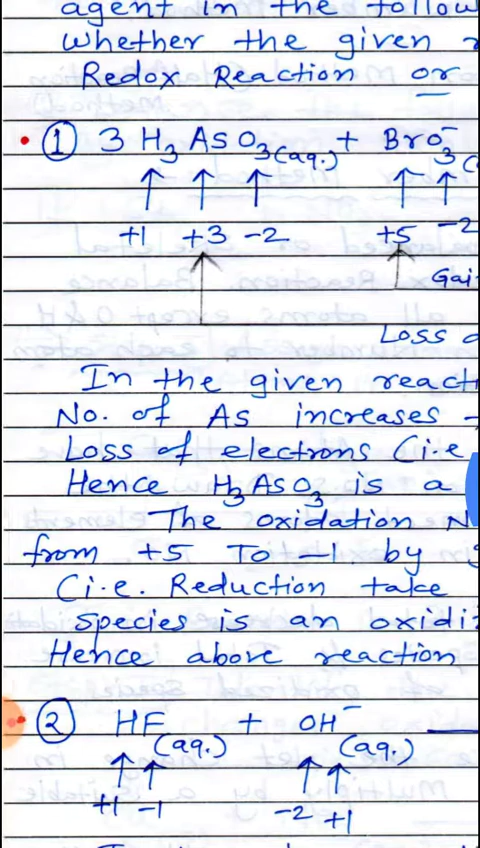 agent in the follow
whether the given
Redox Reaction or
① 3 H₃AsO₃(aq.) + BrO₃⁻(
+1 +3 -2 +5 -2
Gai
Loss
In the given react
No. of As increases
Loss of electrons (i.e
Hence H₃AsO₃ is a
The oxidation N
from +5 To -1 by
(i.e. Reduction take
species is an oxidi
Hence above reaction
② HF(aq.) + OH⁻(aq.)
+1 -1 -2 +1